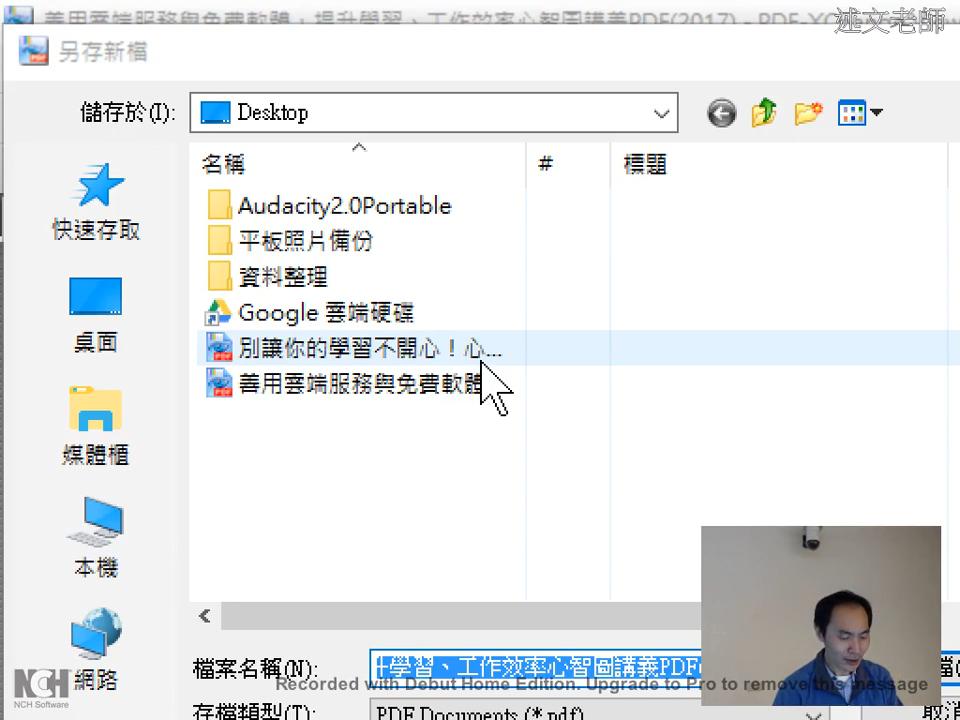 善用雲端服務與免費軟體，提升學習、工作效率心智圖講義PDF(2017) - PDF-XC
述文老師
另存新檔
儲存於(I):
Desktop
名稱
#
標題
快速存取
Audacity2.0Portable
平板照片備份
資料整理
Google 雲端硬碟
桌面
別讓你的學習不開心！心...
善用雲端服務與免費軟體
媒體櫃
本機
網路
檔案名稱(N):
升學習、工作效率心智圖講義PDF
Recorded with Debut Home Edition. Upgrade to Pro to remove this message
NCH
NCH Software
存檔類型(T):
PDF Documents (*.pdf)
取消